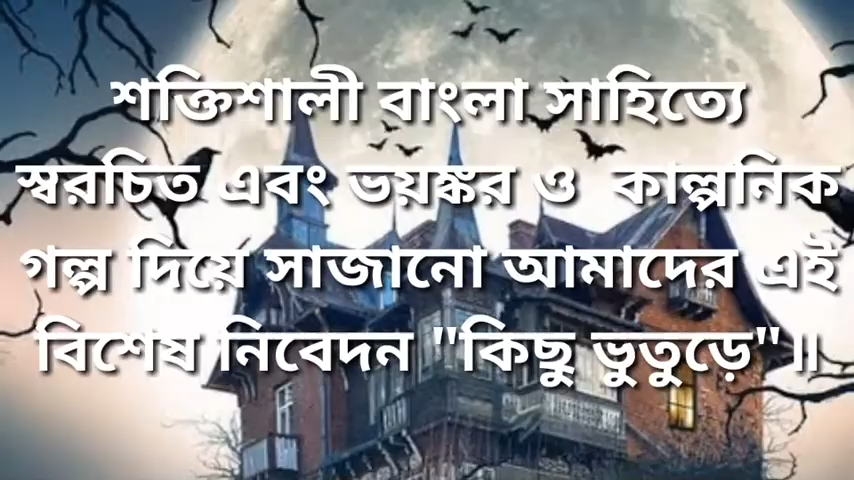 শক্তিশালী বাংলা সাহিত্যে
স্বরচিত এবং ভয়ঙ্কর ও কাল্পনিক
গল্প দিয়ে সাজানো আমাদের এই
বিশেষ নিবেদন "কিছু ভুতুড়ে"॥